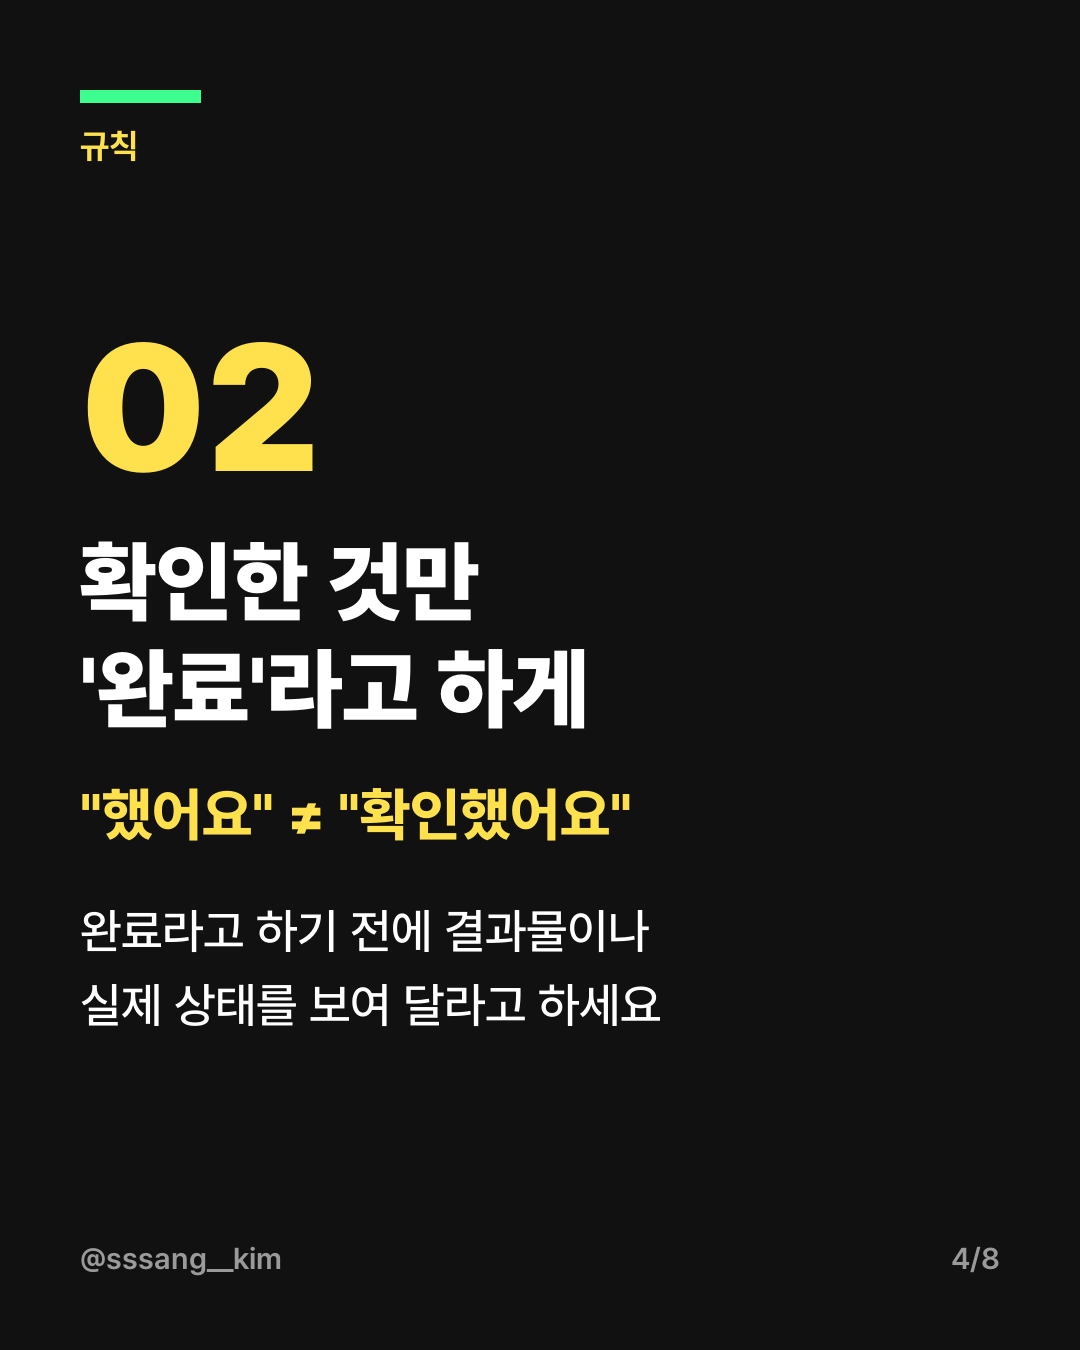 규칙
02
확인한 것만
'완료'라고 하게
"했어요" ≠ "확인했어요"
완료라고 하기 전에 결과물이나
실제 상태를 보여 달라고 하세요
@sssang__kim
4/8